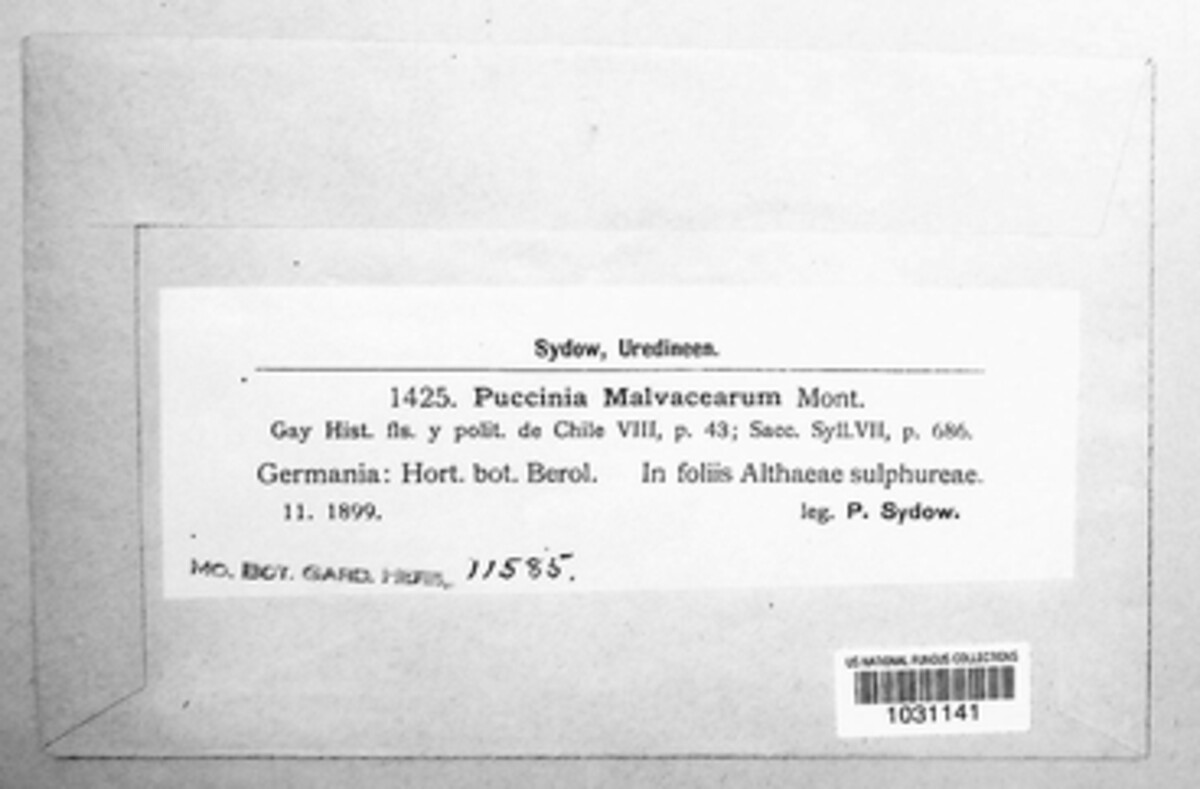 Sydow, Uredineen.
1425. Puccinia Malvacearum Mont.
Gay Hist. fls. y polit. de Chile VIII, p. 43; Sacc. Syll.VII, p. 686.
Germania: Hort. bot. Berol. In foliis Althaeae sulphureae.
11. 1899. leg. P. Sydow.
MO. BOT. GARD. HERB. 11585.
US NATIONAL FUNGUS COLLECTIONS
1031141